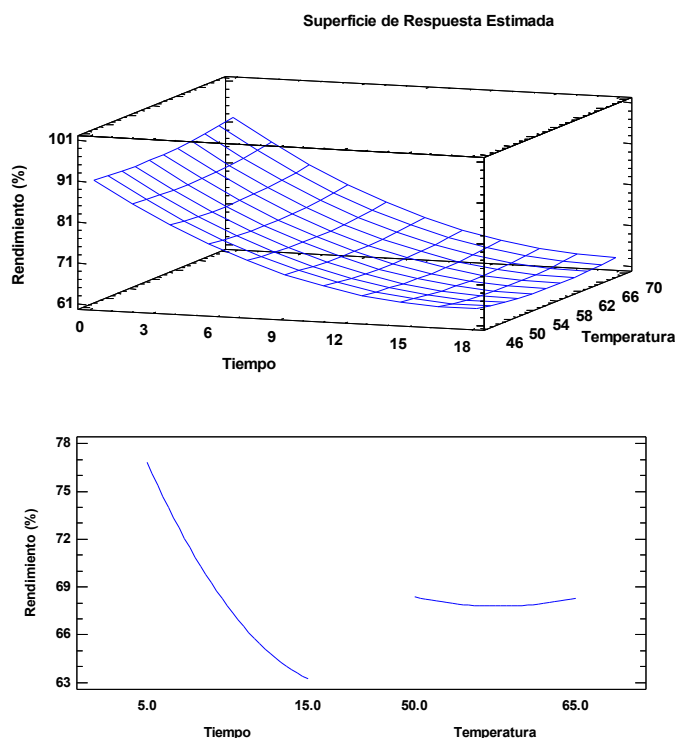 Superficie de Respuesta Estimada
Rendimiento (%)
101
91
81
71
61
0 3 6 9 12 15 18
Tiempo
46 50 54 58 62 66 70
Temperatura
Rendimiento (%)
78
75
72
69
66
63
5.0 15.0 50.0 65.0
Tiempo Temperatura